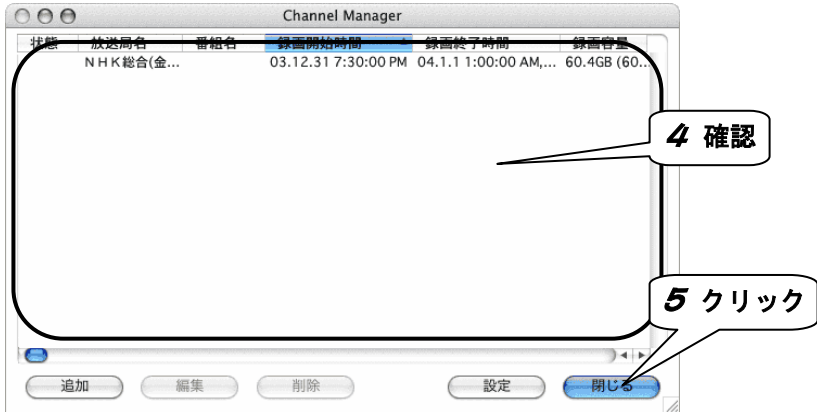 Channel Manager
状態 放送局名 番組名 録画開始時間 録画終了時間 録画容量
NHK総合(金... 03.12.31 7:30:00 PM 04.1.1 1:00:00 AM,... 60.4GB (60...
4 確認
5 クリック
追加 編集 削除 設定 閉じる